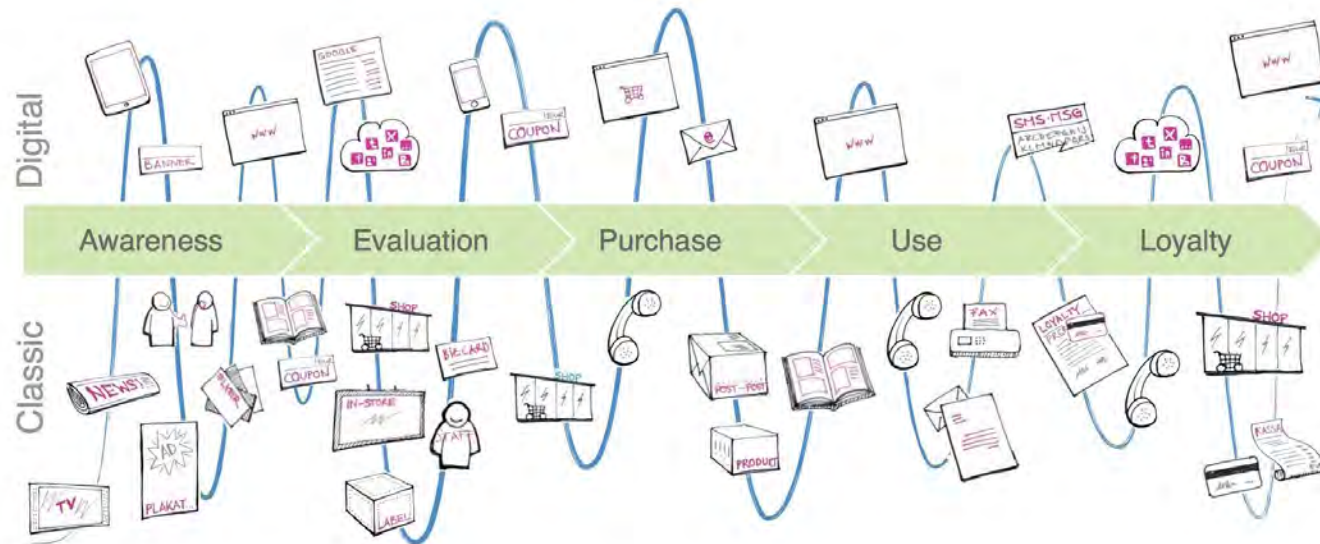 Digital
GOOGLE
BANNER
WWW
COUPON
e
WWW
SMS·MSG
WWW
COUPON
Awareness
Evaluation
Purchase
Use
Loyalty
Classic
NEWS
TV
AD
PLAKAT
FLYER
COUPON
SHOP
IN-STORE
BIZ CARD
STAFF
LABEL
SHOP
POST-POST
PRODUCT
FAX
LOYALTY
SHOP
KASSA